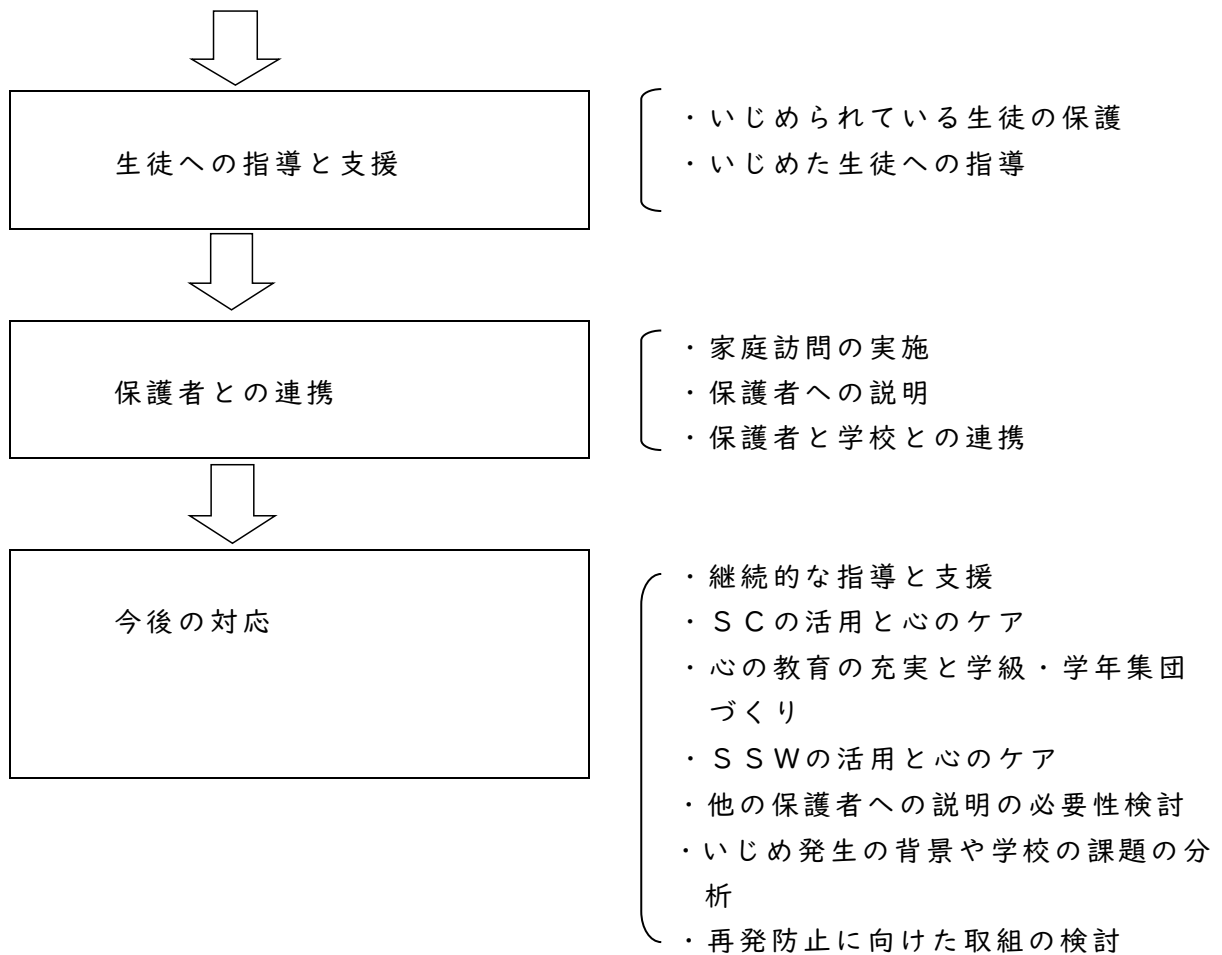 生徒への指導と支援
・いじめられている生徒の保護
・いじめた生徒への指導
保護者との連携
・家庭訪問の実施
・保護者への説明
・保護者と学校との連携
今後の対応
・継続的な指導と支援
・ＳＣの活用と心のケア
・心の教育の充実と学級・学年集団
づくり
・ＳＳＷの活用と心のケア
・他の保護者への説明の必要性検討
・いじめ発生の背景や学校の課題の分
析
・再発防止に向けた取組の検討